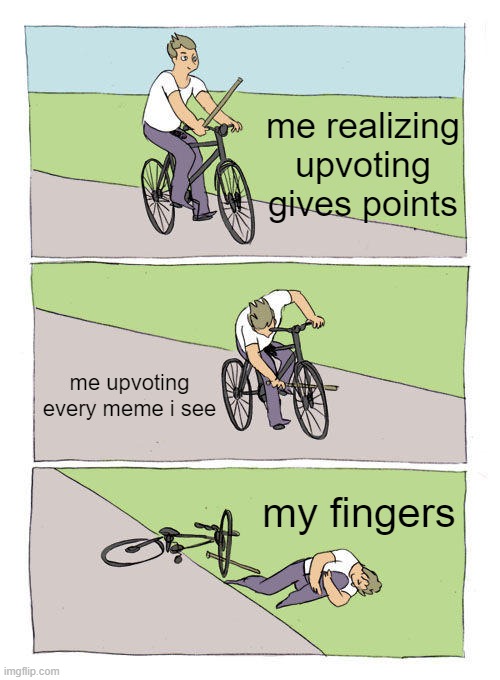 me realizing
upvoting
gives points
me upvoting
every meme i see
my fingers
imgflip.com